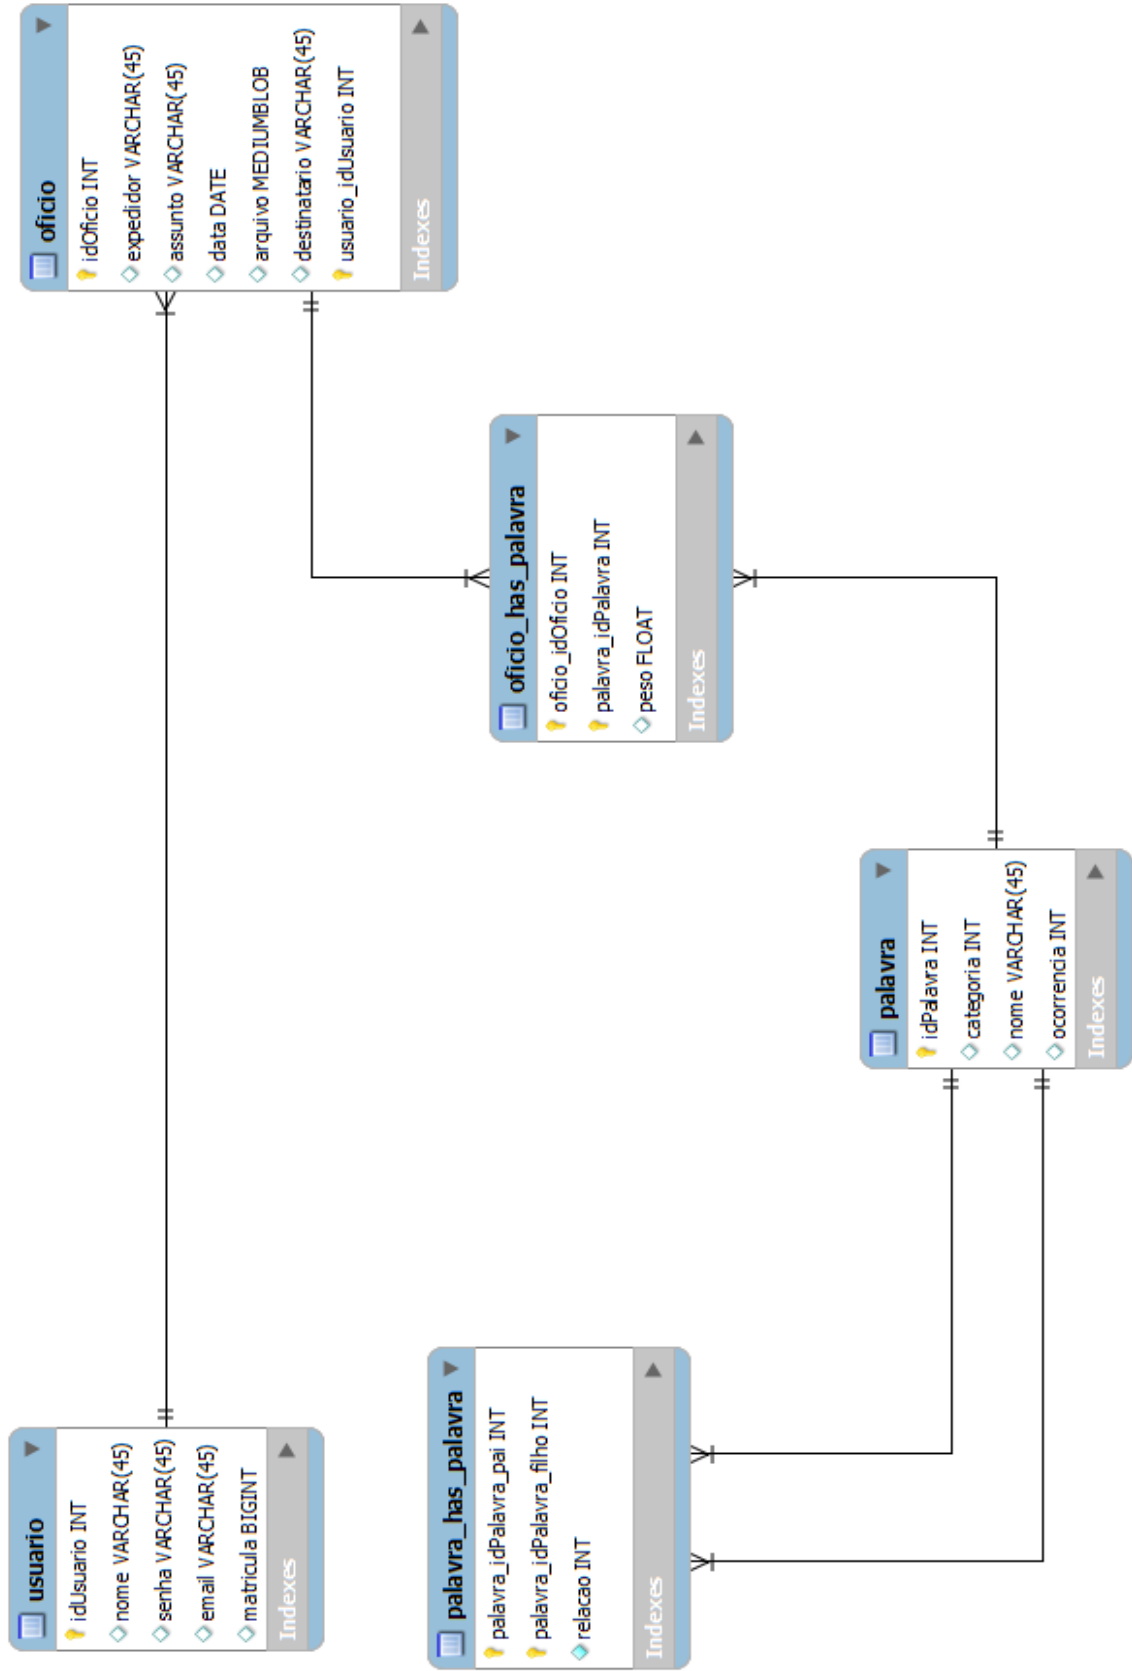 usuario
idUsuario INT
nome VARCHAR(45)
senha VARCHAR(45)
email VARCHAR(45)
matricula BIGINT
Indexes
oficio
idOficio INT
expedidor VARCHAR(45)
assunto VARCHAR(45)
data DATE
arquivo MEDIUMBLOB
destinatario VARCHAR(45)
usuario_idUsuario INT
Indexes
palavra_has_palavra
palavra_idPalavra_pai INT
palavra_idPalavra_filho INT
relacao INT
Indexes
oficio_has_palavra
oficio_idOficio INT
palavra_idPalavra INT
peso FLOAT
Indexes
palavra
idPalavra INT
categoria INT
nome VARCHAR(45)
ocorrencia INT
Indexes